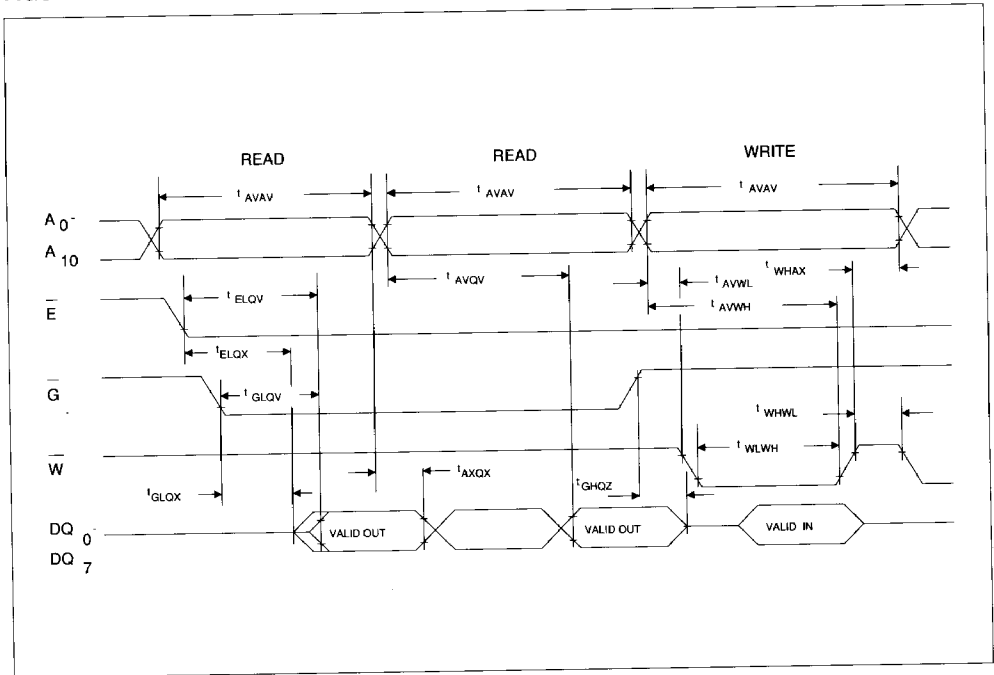 READ READ WRITE
t AVAV t AVAV t AVAV
A 0-
A 10
t WHAX
t AVQV t AVWL
t ELQV t AVWH
E
t ELQX
t GLQV
G
t WHWL
t WLWH
W
t AXQX
t GHQZ
t GLQX
DQ 0-
VALID OUT VALID OUT VALID IN
DQ 7